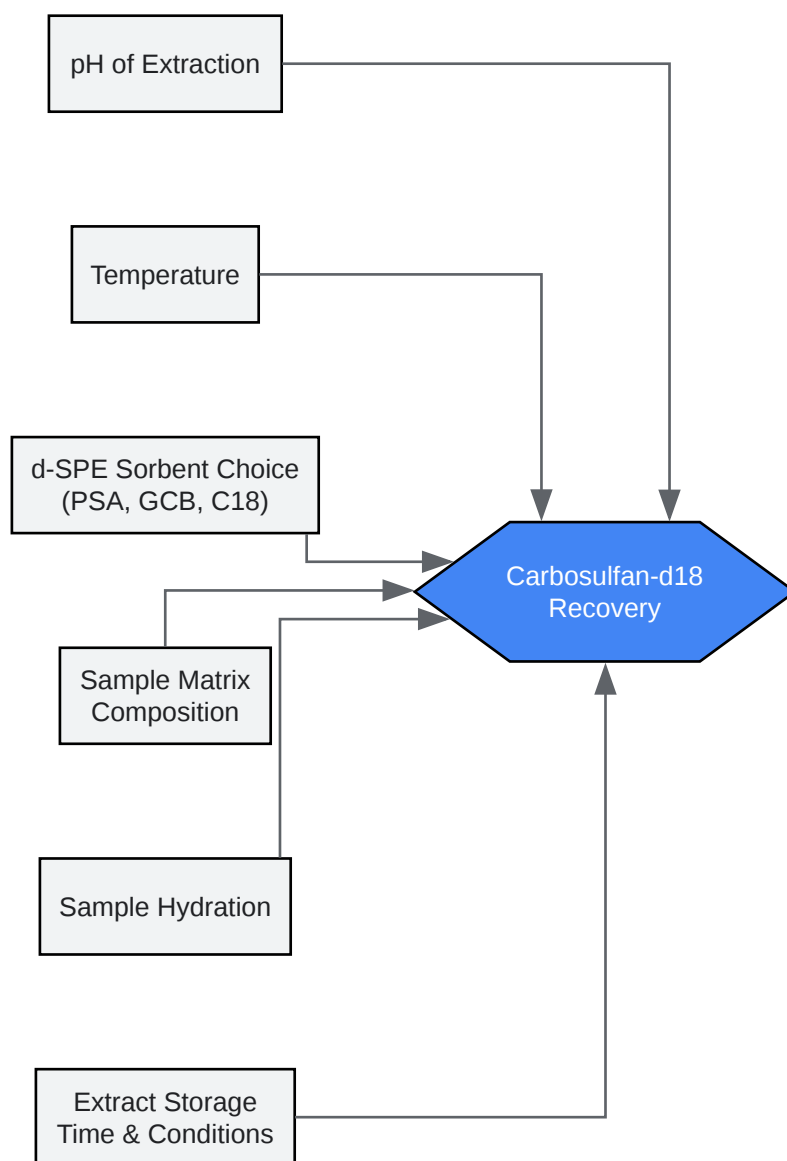 pH of Extraction
Temperature
d-SPE Sorbent Choice
(PSA, GCB, C18)
Carbosulfan-d18
Recovery
Sample Matrix
Composition
Sample Hydration
Extract Storage
Time & Conditions